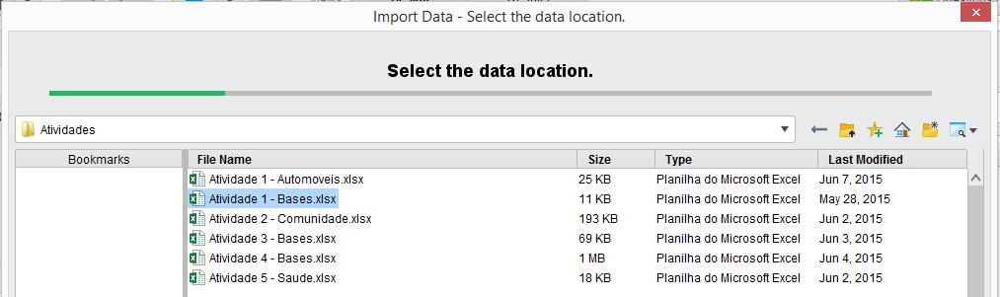 Import Data - Select the data location.
Select the data location.
Atividades
Bookmarks
File Name Size Type Last Modified
Atividade 1 - Automoveis.xlsx 25 KB Planilha do Microsoft Excel Jun 7, 2015
Atividade 1 - Bases.xlsx 11 KB Planilha do Microsoft Excel May 28, 2015
Atividade 2 - Comunidade.xlsx 193 KB Planilha do Microsoft Excel Jun 2, 2015
Atividade 3 - Bases.xlsx 69 KB Planilha do Microsoft Excel Jun 3, 2015
Atividade 4 - Bases.xlsx 1 MB Planilha do Microsoft Excel Jun 4, 2015
Atividade 5 - Saude.xlsx 18 KB Planilha do Microsoft Excel Jun 2, 2015